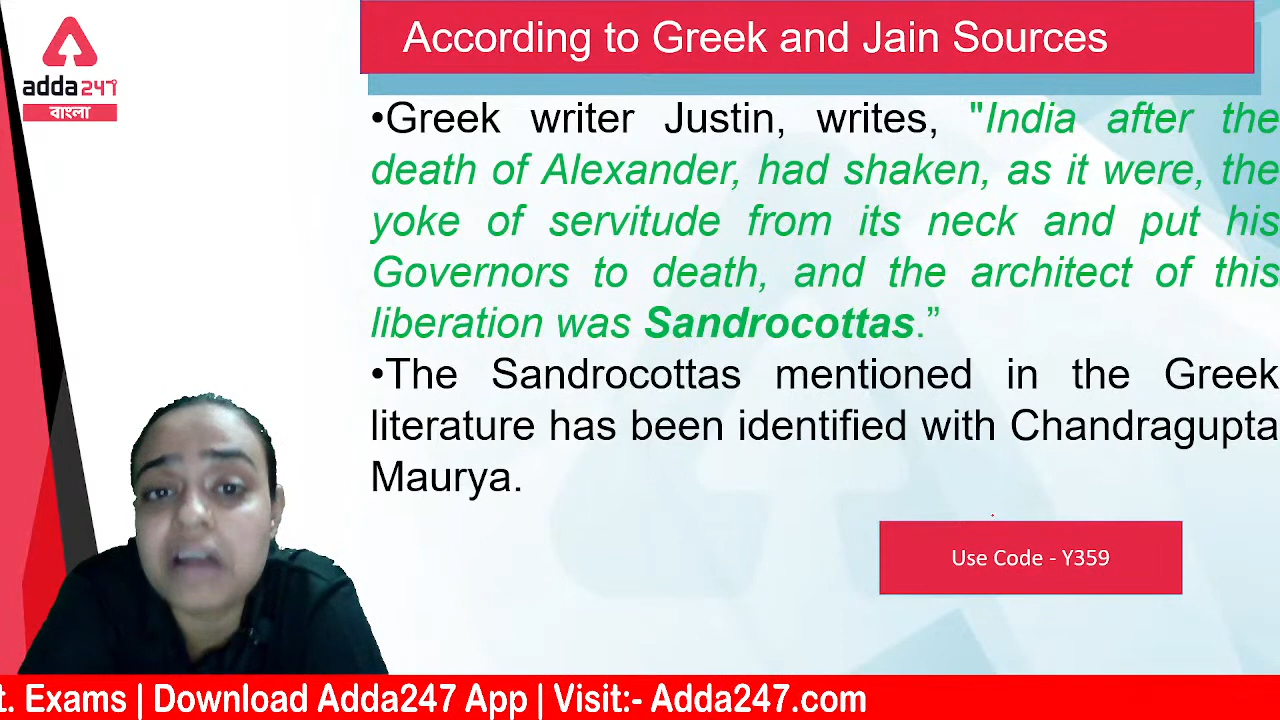 According to Greek and Jain Sources
adda247
বাংলা
•Greek writer Justin, writes, "India after the
death of Alexander, had shaken, as it were, the
yoke of servitude from its neck and put his
Governors to death, and the architect of this
liberation was Sandrocottas.”
•The Sandrocottas mentioned in the Greek
literature has been identified with Chandragupta
Maurya.
Use Code - Y359
t. Exams | Download Adda247 App | Visit:- Adda247.com